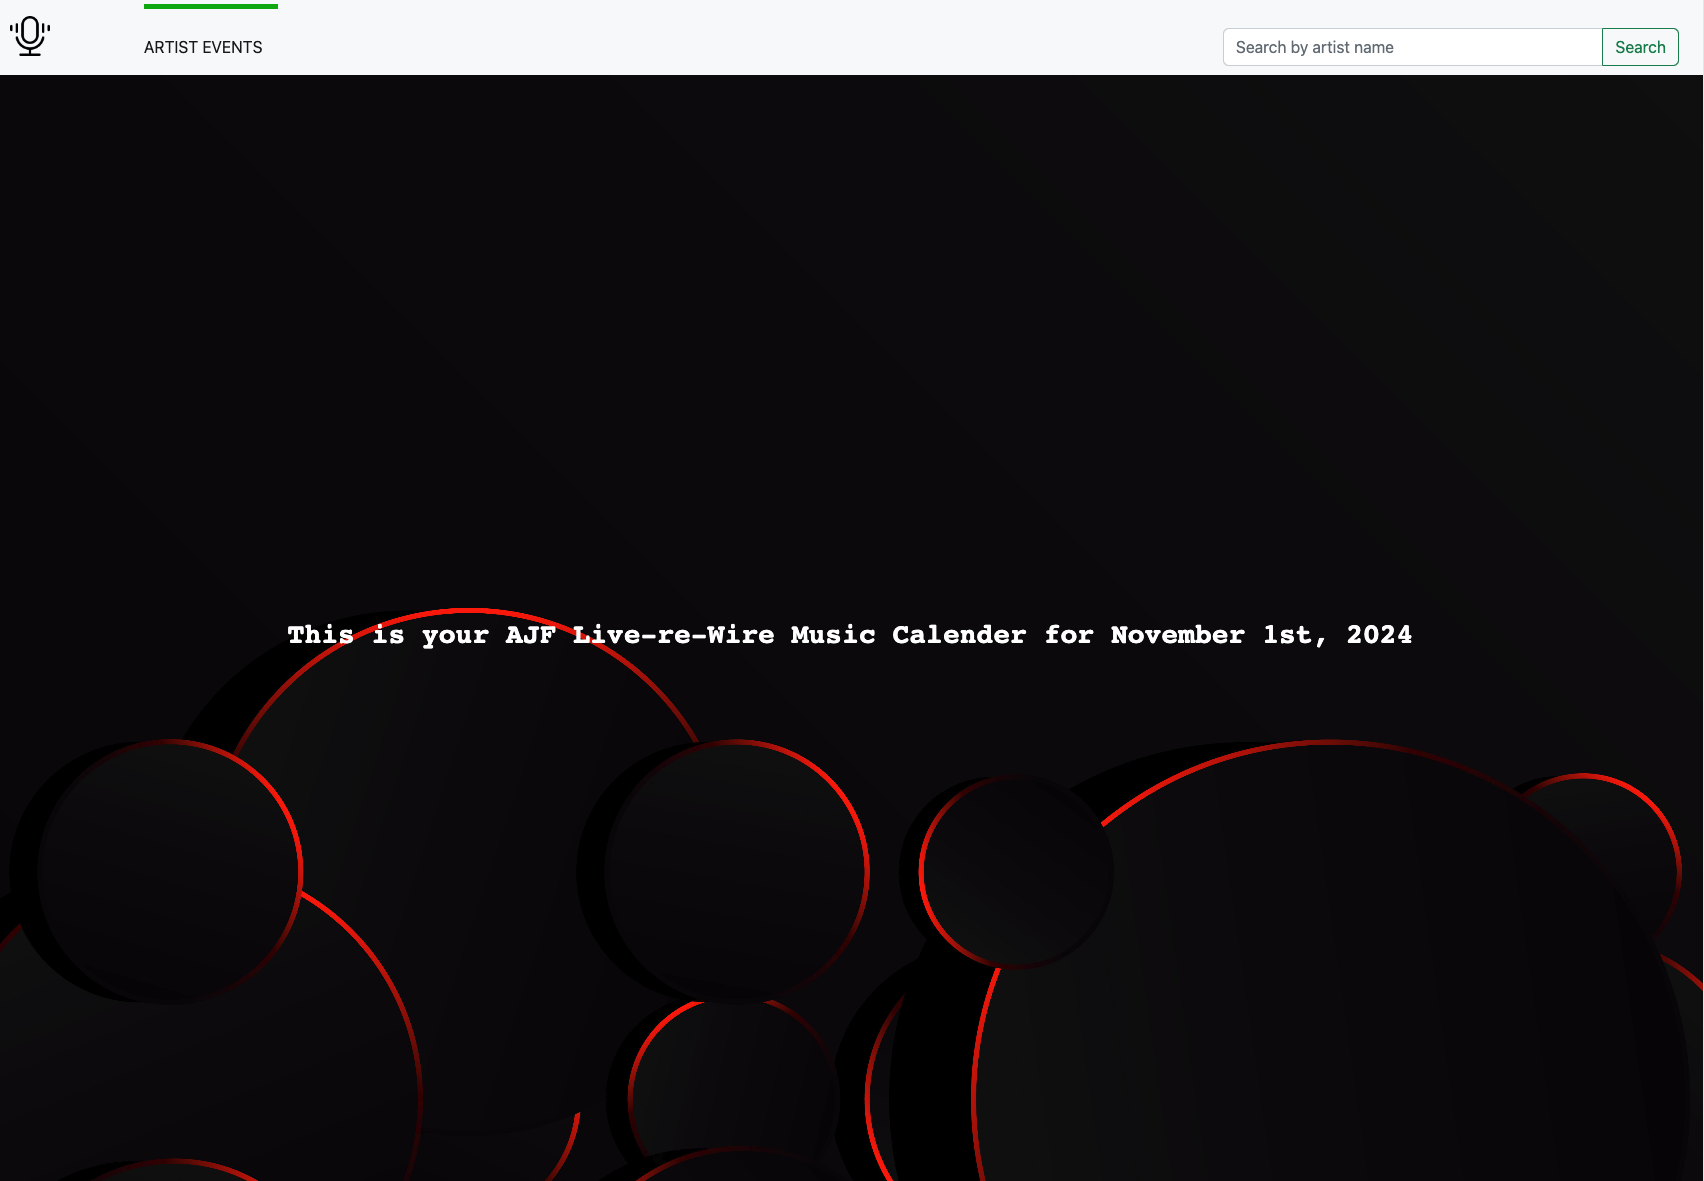 ARTIST EVENTS
Search by artist name
Search
This is your AJF Live-re-Wire Music Calender for November 1st, 2024